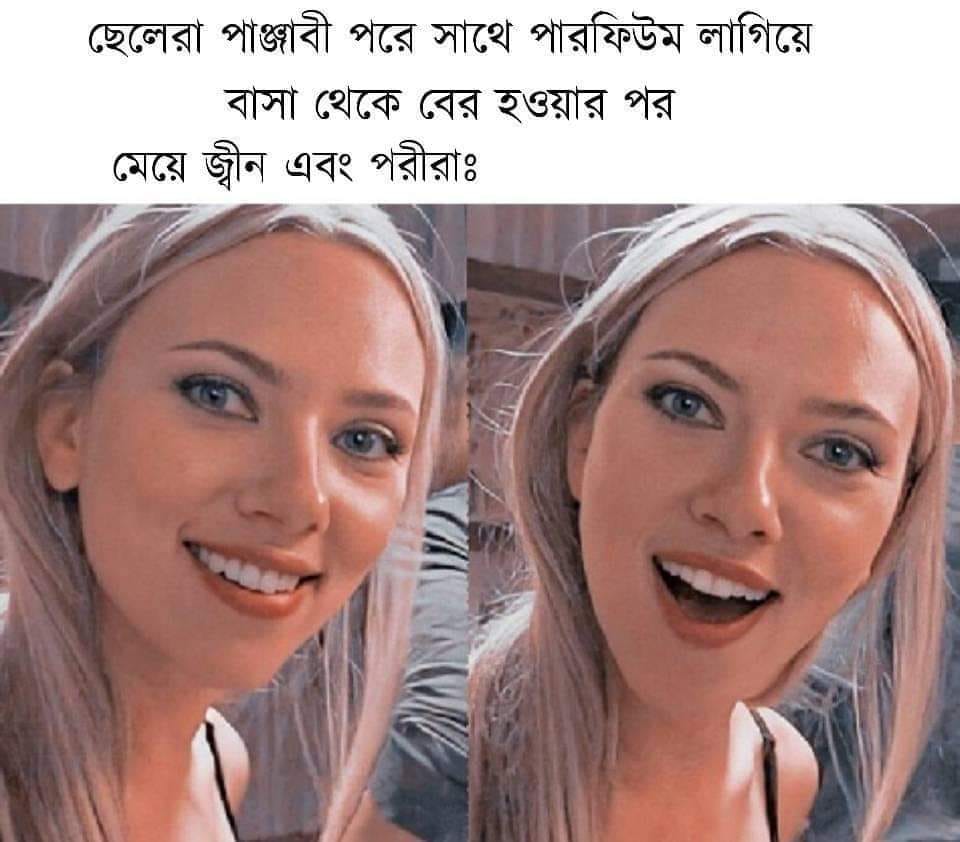 ছেলেরা পাঞ্জাবী পরে সাথে পারফিউম লাগিয়ে
বাসা থেকে বের হওয়ার পর
মেয়ে জ্বীন এবং পরীরাঃ